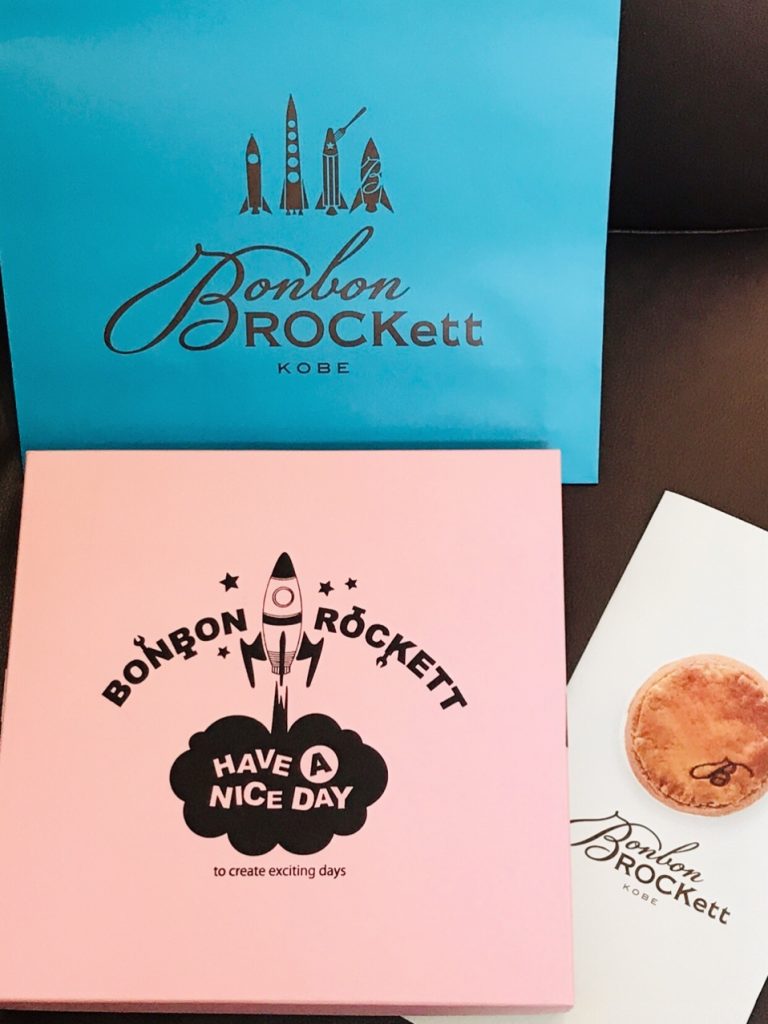 B
Bonbon
ROCKett
KOBE
BONBON ROCKETT
HAVE A
NICE DAY
to create exciting days
B
Bonbon
ROCKett
KOBE